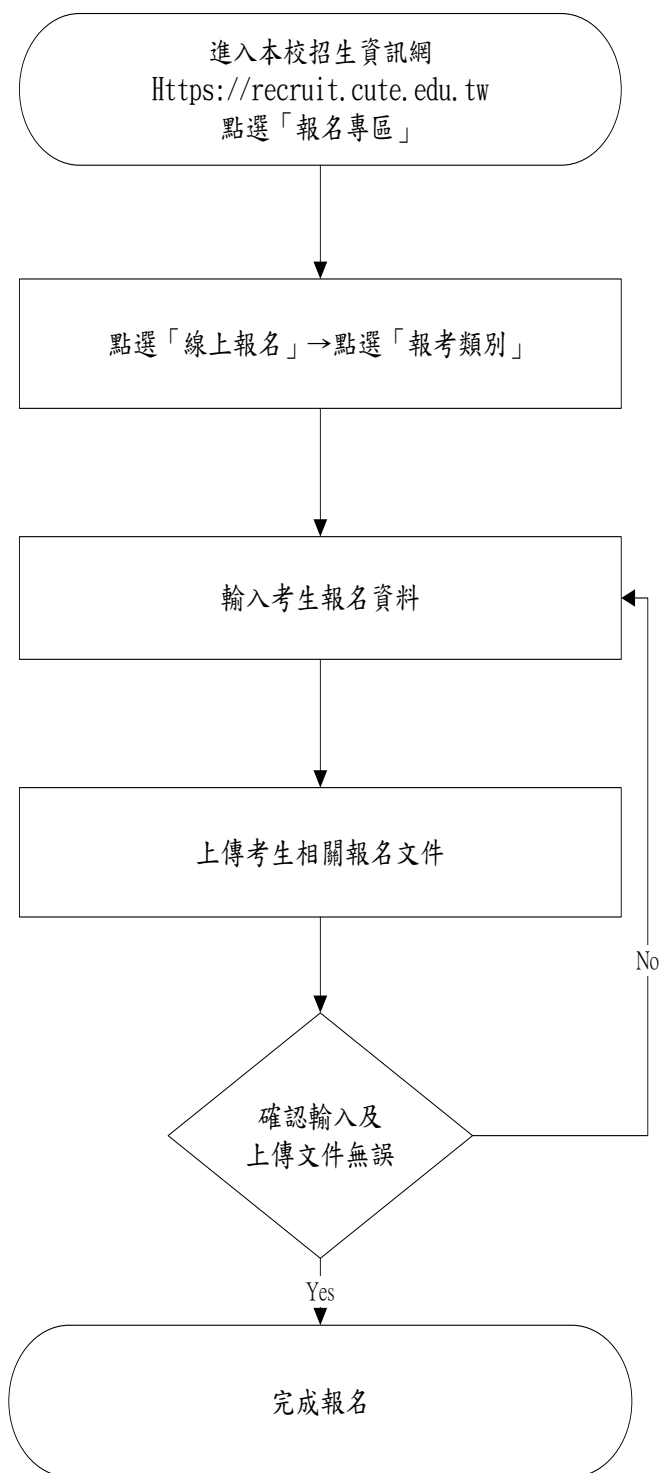 進入本校招生資訊網
Https://recruit.cute.edu.tw
點選「報名專區」
點選「線上報名」→點選「報考類別」
輸入考生報名資料
上傳考生相關報名文件
No
確認輸入及
上傳文件無誤
Yes
完成報名